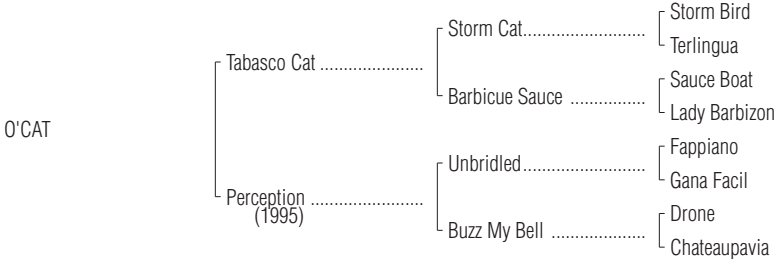 Storm Bird
Storm Cat..........................
Terlingua
Tabasco Cat ......................
Sauce Boat
Barbicue Sauce ................
Lady Barbizon
O'CAT
Fappiano
Unbridled..........................
Gana Facil
Perception ........................
(1995)
Drone
Buzz My Bell ....................
Chateaupavia